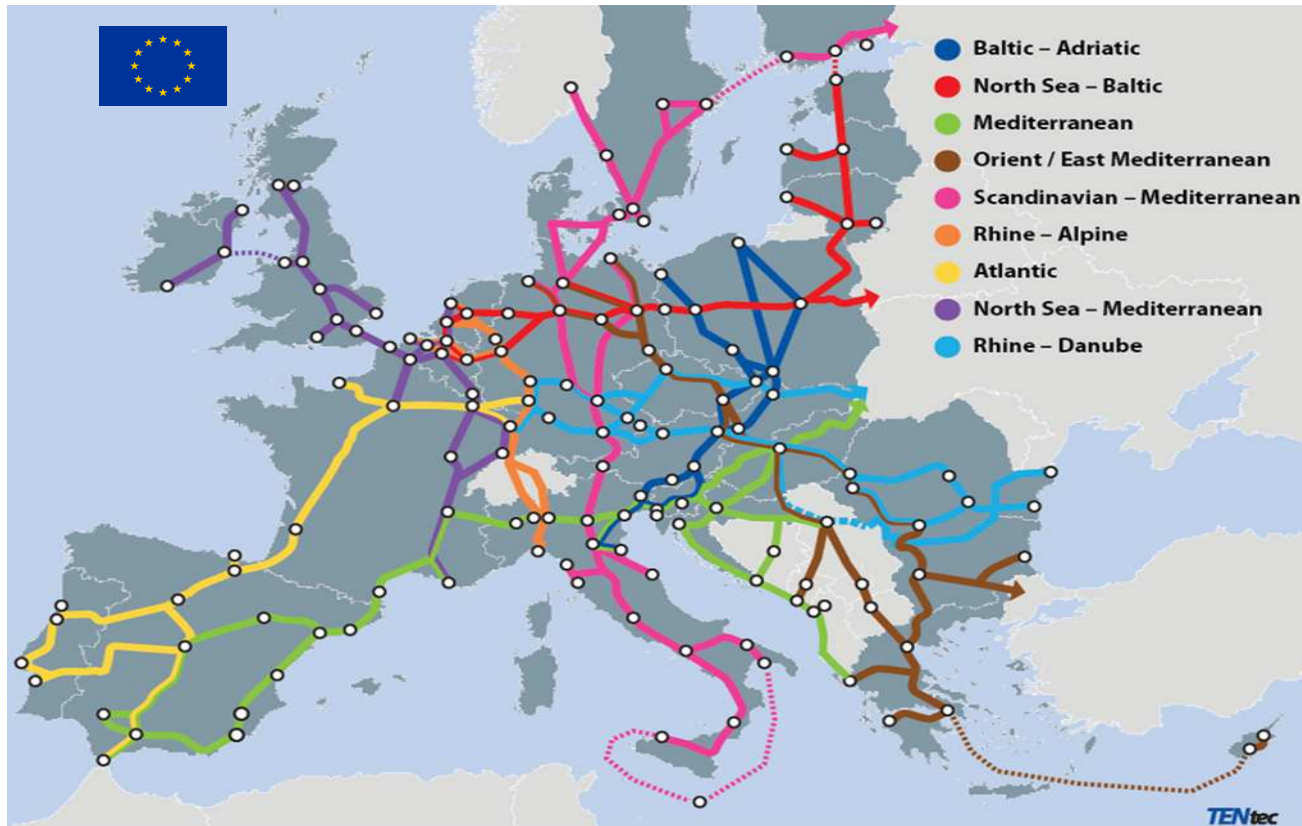 Baltic – Adriatic
North Sea – Baltic
Mediterranean
Orient / East Mediterranean
Scandinavian – Mediterranean
Rhine – Alpine
Atlantic
North Sea – Mediterranean
Rhine – Danube
TENtec